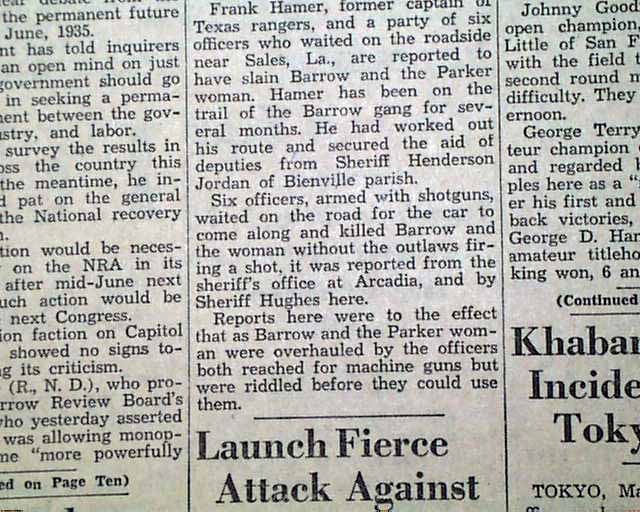 the permanent future
June, 1935.
nt has told inquirers
an open mind on just
government should go
in seeking a perma-
ment between the gov-
ustry, and labor.
survey the results in
oss the country this
the meantime, he in-
d pat on the general
the National recovery
n.
tion would be neces-
on the NRA in its
after mid-June next
uch action would be
next Congress.
ion faction on Capitol
showed no signs to-
g its criticism.
(R., N. D.), who pro-
rrow Review Board's
who yesterday asserted
was allowing monop-
me "more powerfully
ed on Page Ten)
Frank Hamer, former captain of
Texas rangers, and a party of six
officers who waited on the roadside
near Sales, La., are reported to
have slain Barrow and the Parker
woman. Hamer has been on the
trail of the Barrow gang for sev-
eral months. He had worked out
his route and secured the aid of
deputies from Sheriff Henderson
Jordan of Bienville parish.
Six officers, armed with shotguns,
waited on the road for the car to
come along and killed Barrow and
the woman without the outlaws fir-
ing a shot, it was reported from the
sheriff's office at Arcadia, and by
Sheriff Hughes here.
Reports here were to the effect
that as Barrow and the Parker wom-
an were overhauled by the officers
both reached for machine guns but
were riddled before they could use
them.
Launch Fierce
Attack Against
Johnny Good
open champion
Little of San F
with the field t
second round m
difficulty. They
ernoon.
George Terry
teur champion
and regarded
ples here as a "
er his first and
back victories,
George D. Ham
amateur titleho
king won, 6 an
(Continued
Khabar
Incide
Toky
TOKYO, Ma